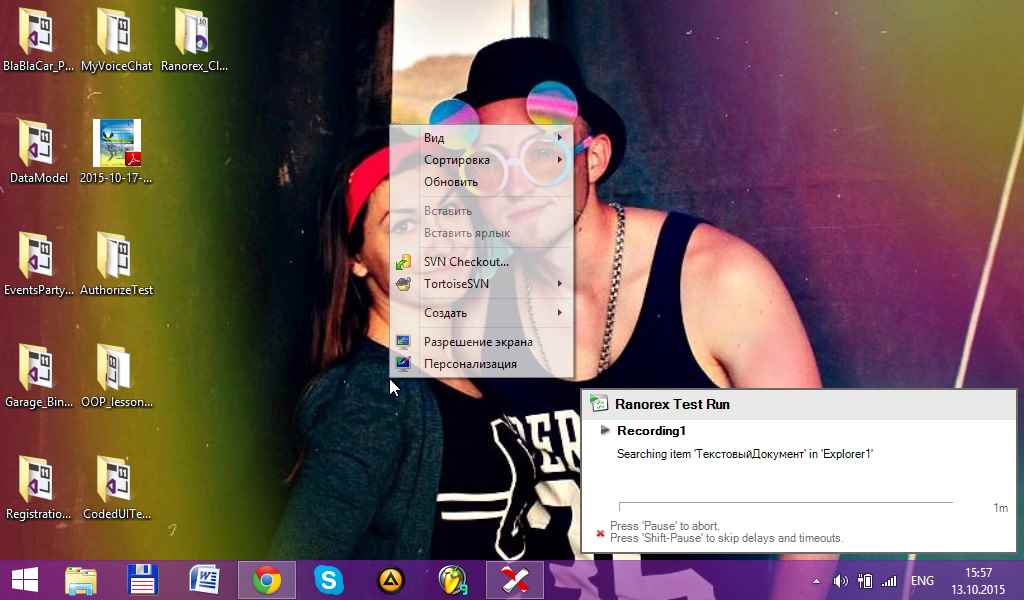 BlaBlaCar_P...
MyVoiceChat
Ranorex_Cl...
DataModel
2015-10-17-...
EventsParty...
AuthorizeTest
Garage_Bin...
OOP_lesson...
Registratio...
CodedUITe...
Вид
Сортировка
Обновить
Вставить
Вставить ярлык
SVN Checkout...
TortoiseSVN
Создать
Разрешение экрана
Персонализация
Ranorex Test Run
Recording1
Searching item 'ТекстовыйДокумент' in 'Explorer1'
1m
Press 'Pause' to abort.
Press 'Shift-Pause' to skip delays and timeouts.
ENG
15:57
13.10.2015